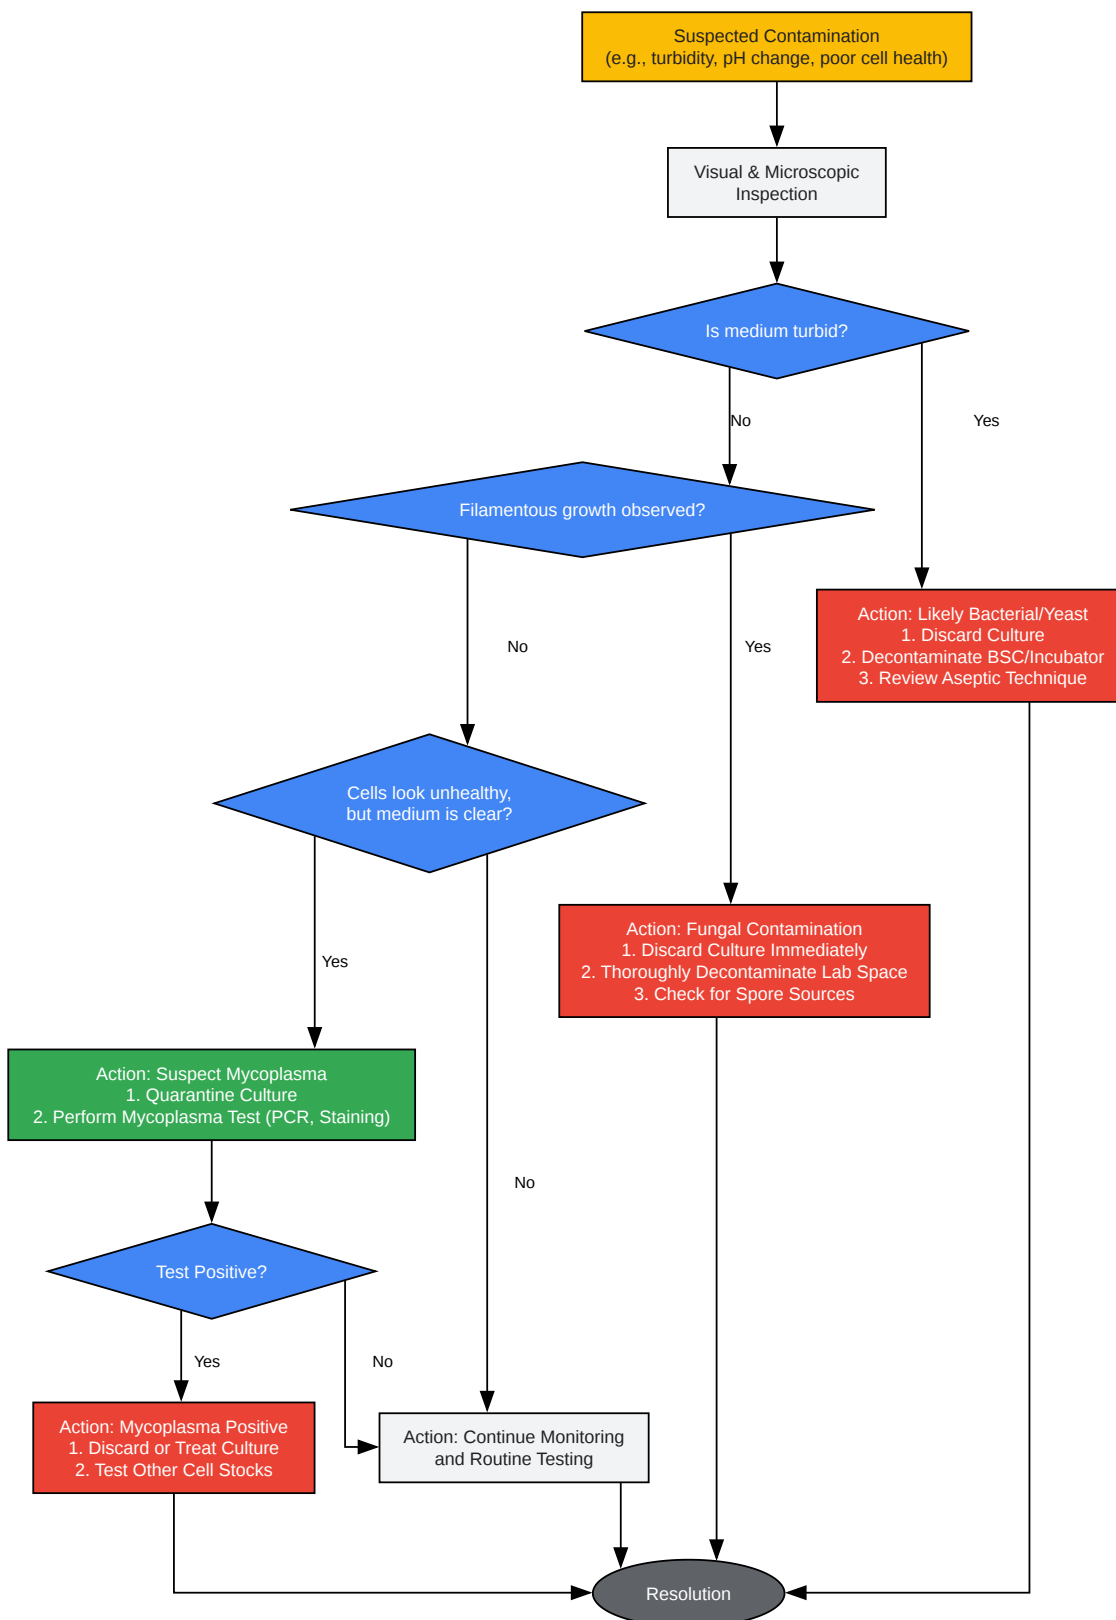 Suspected Contamination
(e.g., turbidity, pH change, poor cell health)
Visual & Microscopic
Inspection
Is medium turbid?
No
Yes
Filamentous growth observed?
No
Yes
Action: Likely Bacterial/Yeast
1. Discard Culture
2. Decontaminate BSC/Incubator
3. Review Aseptic Technique
Cells look unhealthy,
but medium is clear?
Yes
No
Action: Fungal Contamination
1. Discard Culture Immediately
2. Thoroughly Decontaminate Lab Space
3. Check for Spore Sources
Action: Suspect Mycoplasma
1. Quarantine Culture
2. Perform Mycoplasma Test (PCR, Staining)
Test Positive?
Yes
No
Action: Mycoplasma Positive
1. Discard or Treat Culture
2. Test Other Cell Stocks
Action: Continue Monitoring
and Routine Testing
Resolution